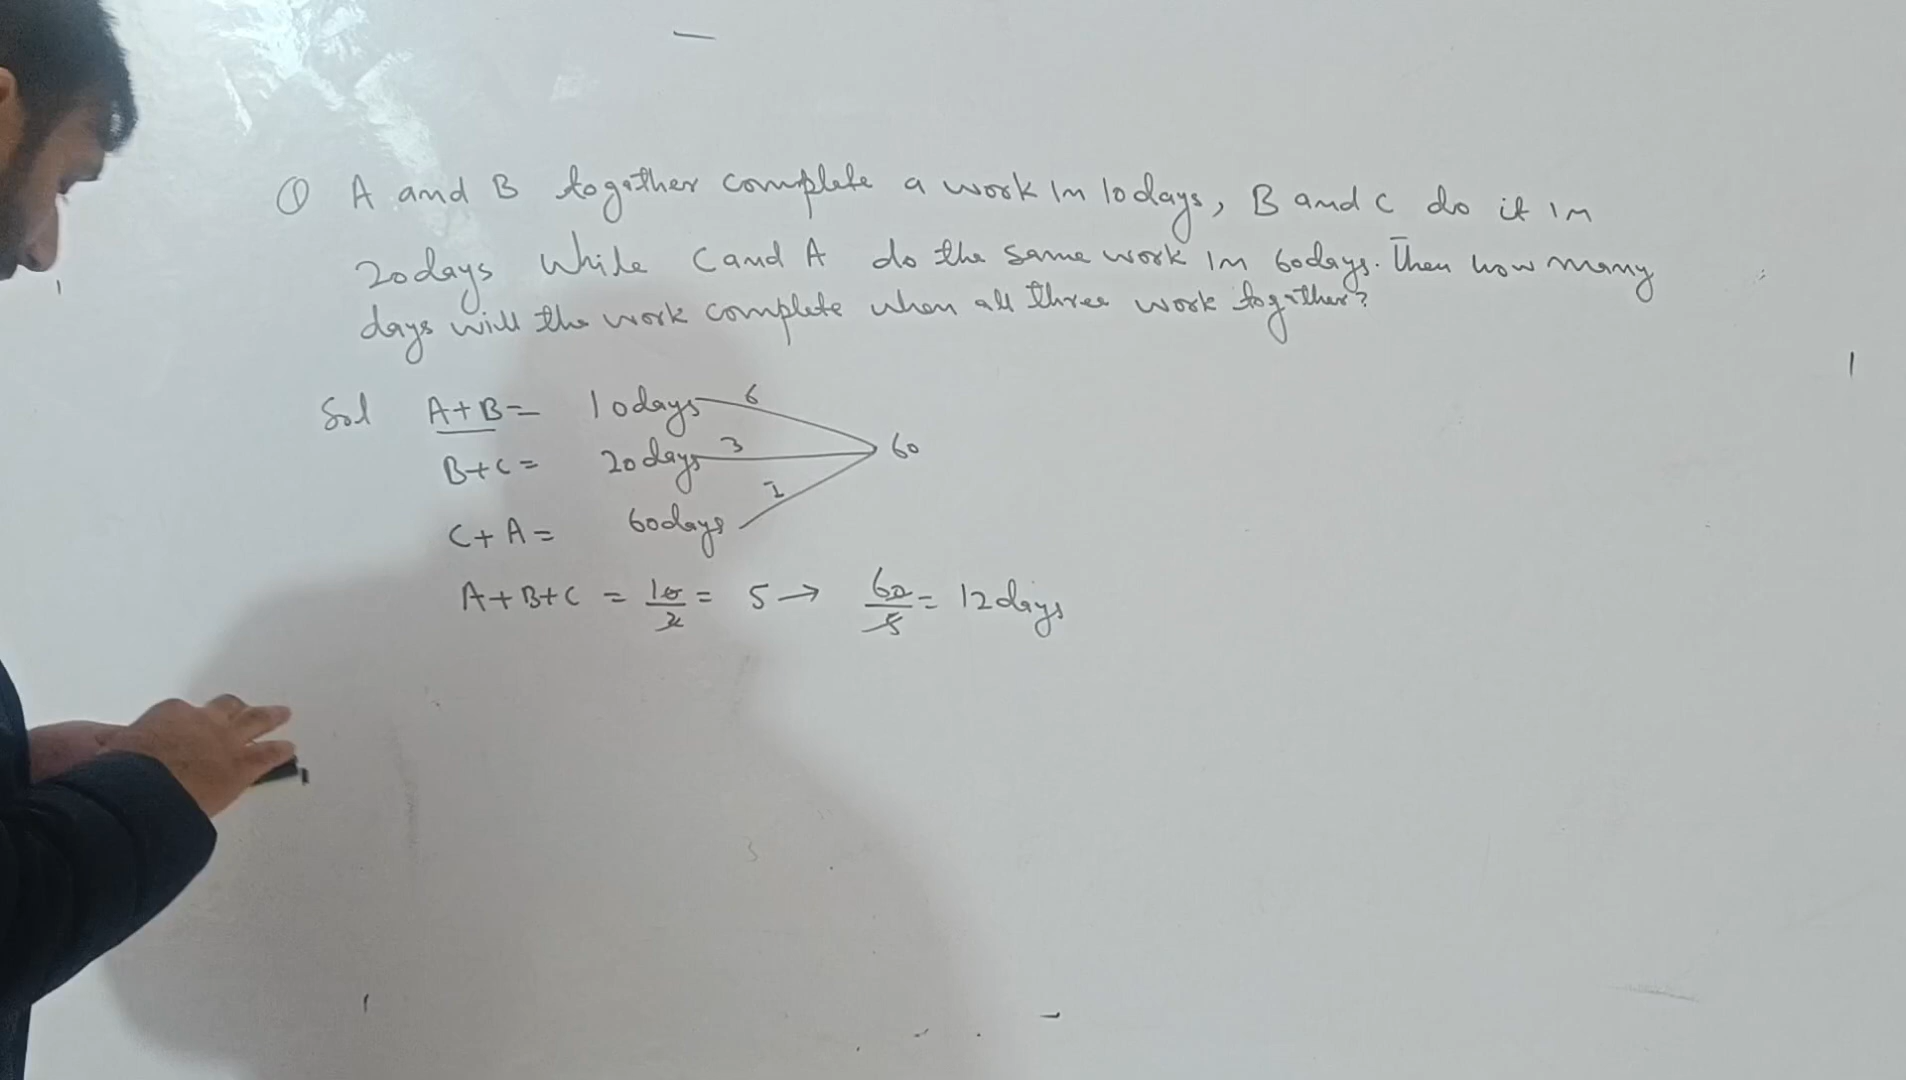 ① A and B together complete a work in 10 days, B and C do it in
20 days while C and A do the same work in 60 days. Then how many
days will the work complete when all three work together?
Sol A+B= 10 days 6
B+C= 20 days 3 60
C+A= 60 days 1
A+B+C = 10/2 = 5 → 60/5 = 12 days